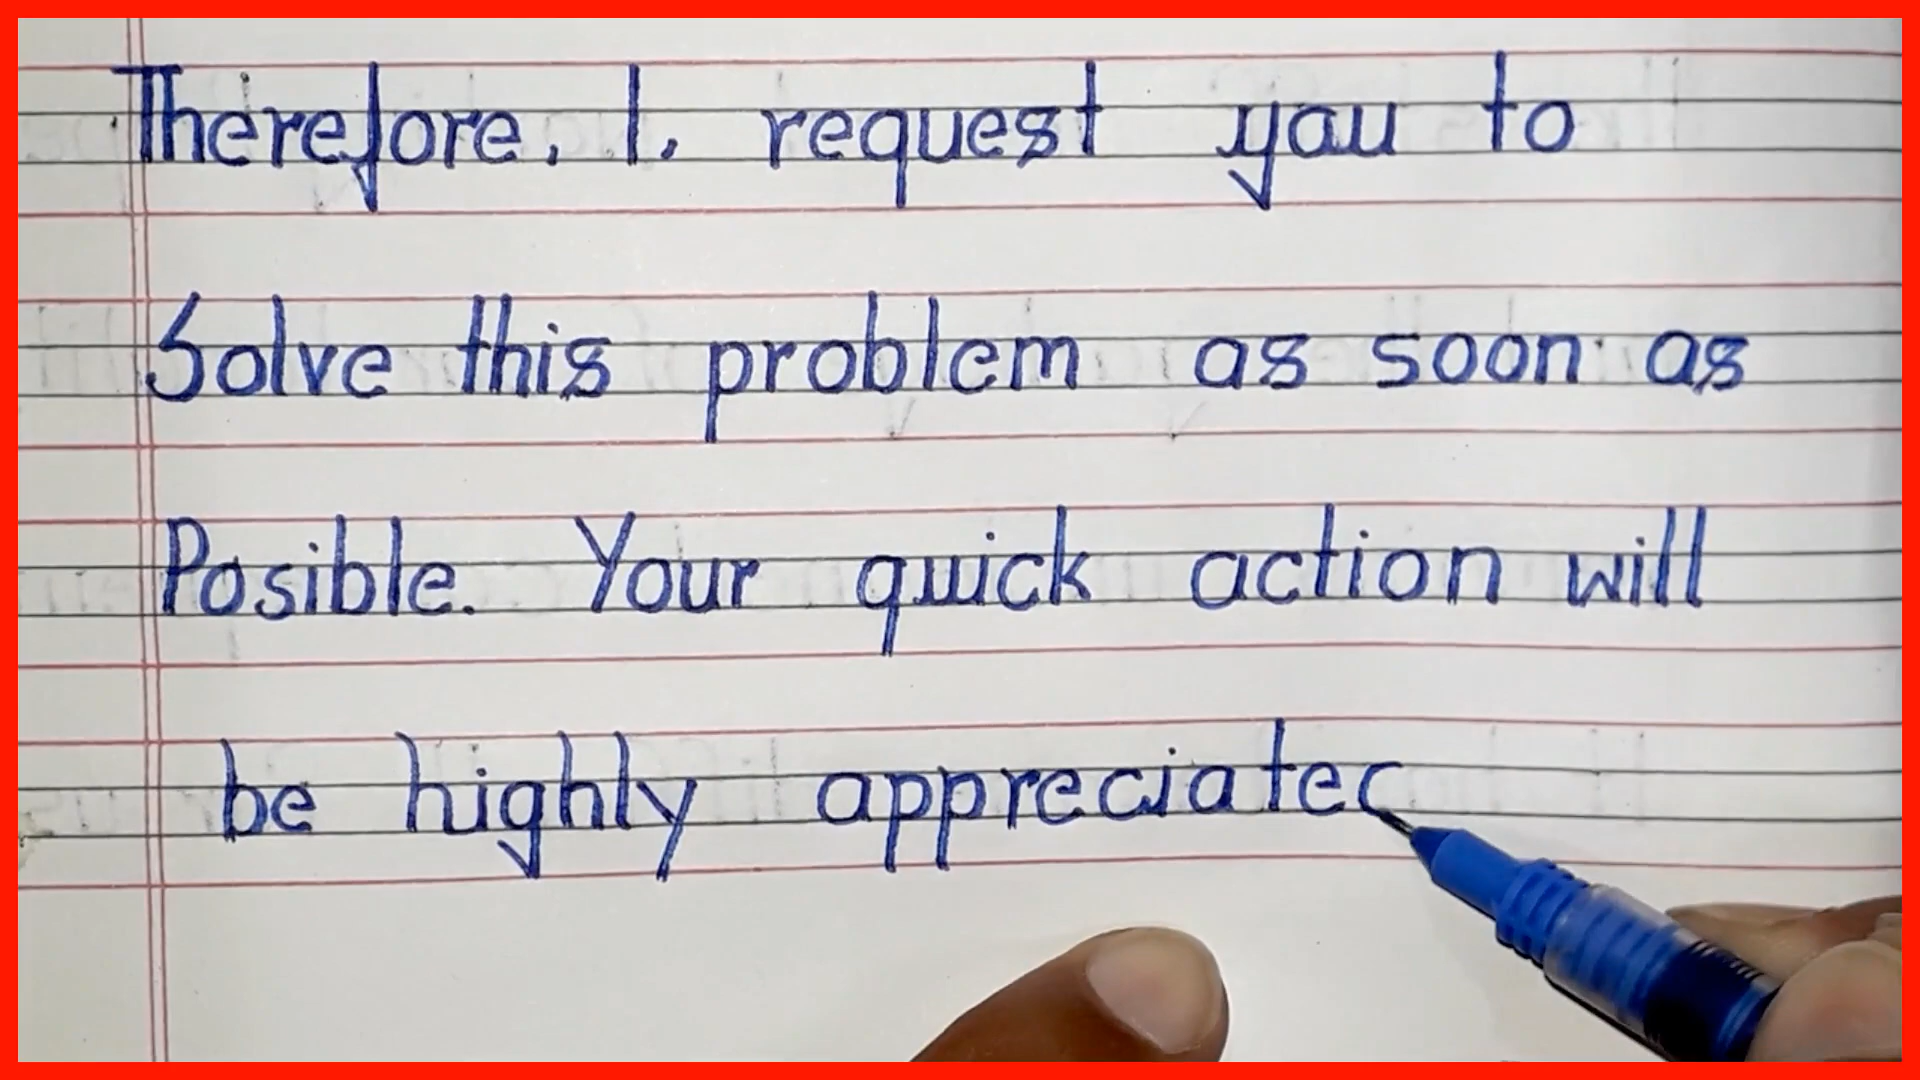 Therefore, I, request you to
Solve this problem as soon as
Posible. Your quick action will
be highly appreciatec